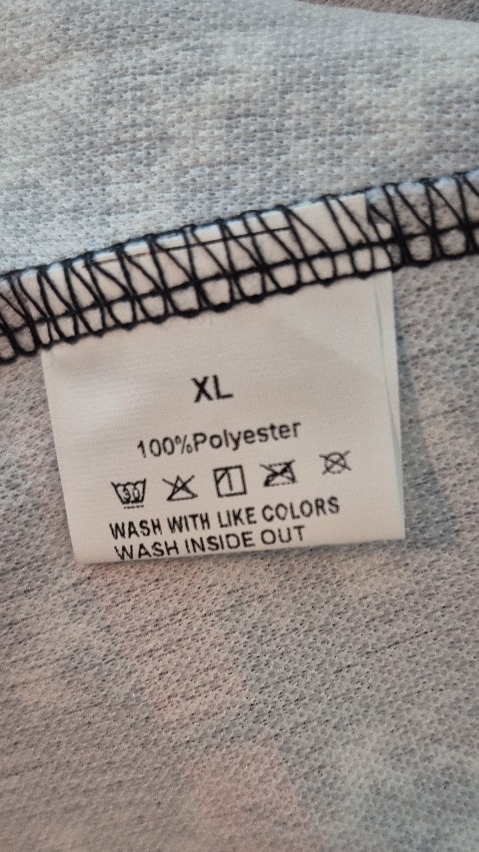 XL
100%Polyester
30
WASH WITH LIKE COLORS
WASH INSIDE OUT